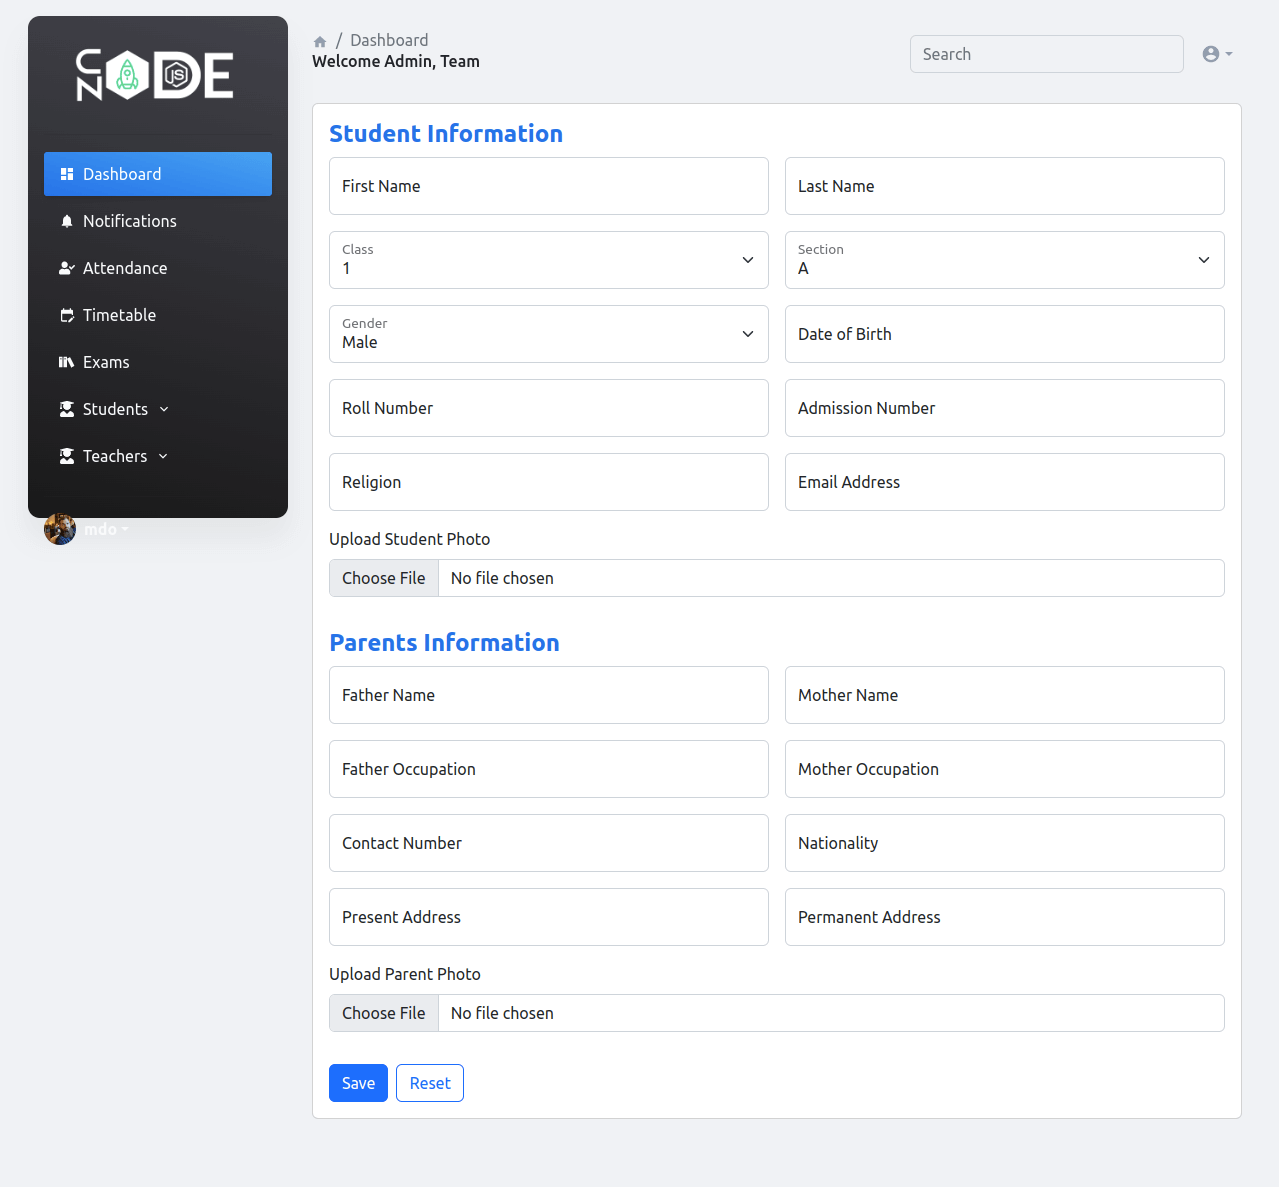 CNODE JS
Dashboard
Notifications
Attendance
Timetable
Exams
Students
Teachers
mdo
/ Dashboard
Welcome Admin, Team
Search
Student Information
First Name
Last Name
Class
1
Section
A
Gender
Male
Date of Birth
Roll Number
Admission Number
Religion
Email Address
Upload Student Photo
Choose File No file chosen
Parents Information
Father Name
Mother Name
Father Occupation
Mother Occupation
Contact Number
Nationality
Present Address
Permanent Address
Upload Parent Photo
Choose File No file chosen
Save
Reset